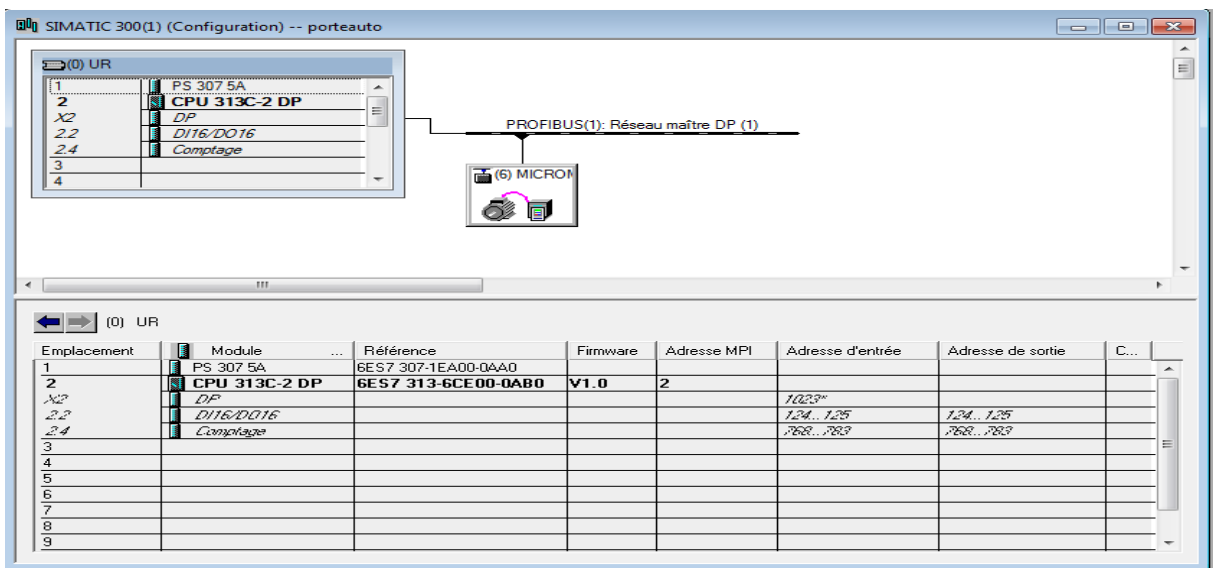 SIMATIC 300(1) (Configuration) -- porteauto
(0) UR
1 PS 307 5A
2 CPU 313C-2 DP
X2 DP
2.2 DI16/DO16
2.4 Comptage
3
4
PROFIBUS(1): Réseau maître DP (1)
(6) MICROM
(0) UR
Emplacement Module ... Référence Firmware Adresse MPI Adresse d'entrée Adresse de sortie C...
1 PS 307 5A 6ES7 307-1EA00-0AA0
2 CPU 313C-2 DP 6ES7 313-6CE00-0AB0 V1.0 2
X2 DP 1023*
2.2 DI16/DO16 124...125 124...125
2.4 Comptage 768...783 768...783
3
4
5
6
7
8
9